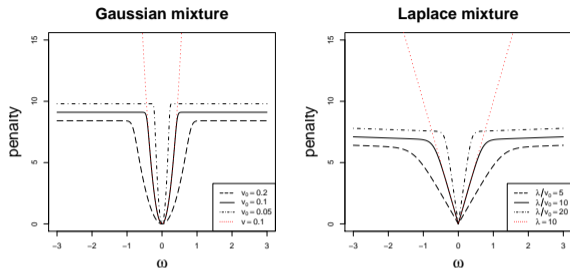 Gaussian mixture
penalty
15
10
5
0
-3 -2 -1 0 1 2 3
ω
v₀ = 0.2
v₀ = 0.1
v₀ = 0.05
v = 0.1
Laplace mixture
penalty
15
10
5
0
-3 -2 -1 0 1 2 3
ω
λ/v₀ = 5
λ/v₀ = 10
λ/v₀ = 20
λ = 10